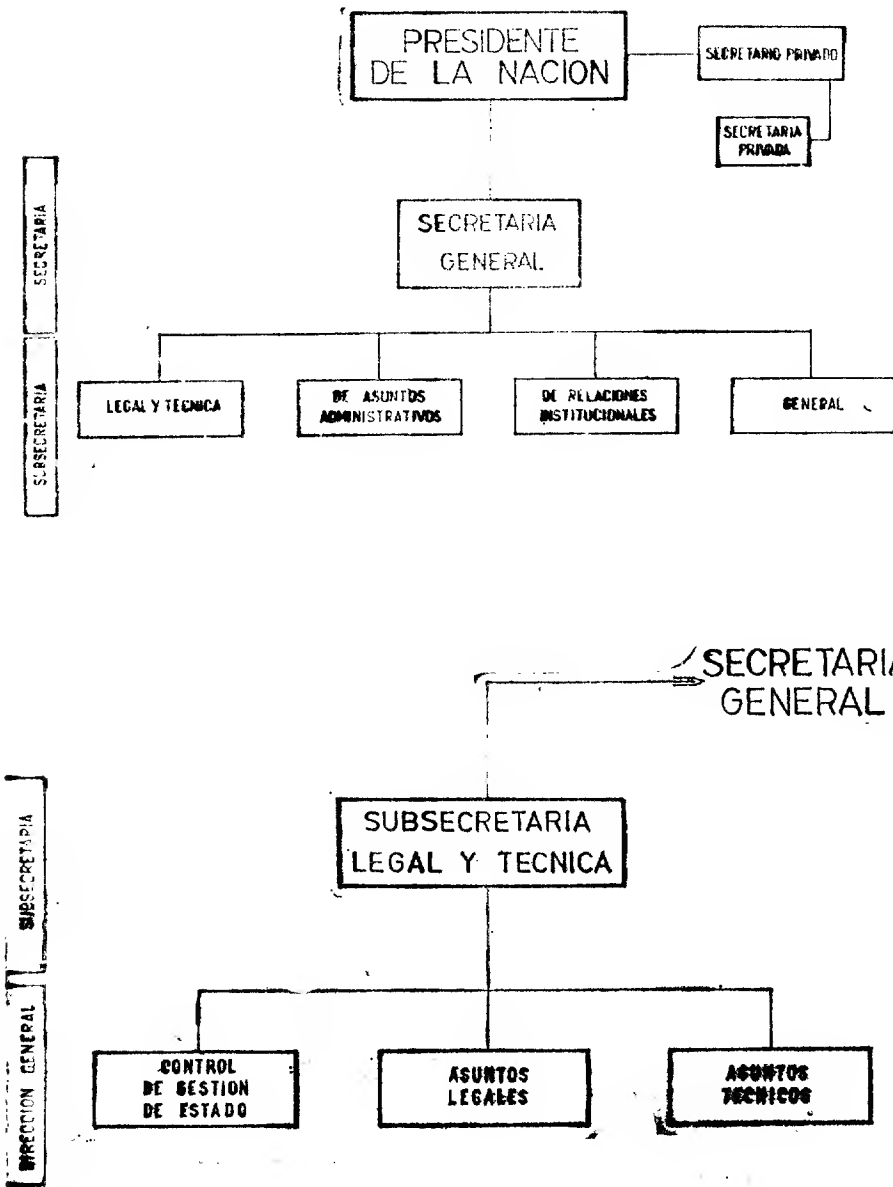 PRESIDENTE
DE LA NACION
SECRETARIO PRIVADO
SECRETARIA
PRIVADA
SECRETARIA
SECRETARIA
GENERAL
SUBSECRETARIA
LEGAL Y TECNICA
DE ASUNTOS
ADMINISTRATIVOS
DE RELACIONES
INSTITUCIONALES
GENERAL
SECRETARIA
GENERAL
SUBSECRETARIA
SUBSECRETARIA
LEGAL Y TECNICA
DIRECCION GENERAL
CONTROL
DE GESTION
DE ESTADO
ASUNTOS
LEGALES
ASUNTOS
TECNICOS